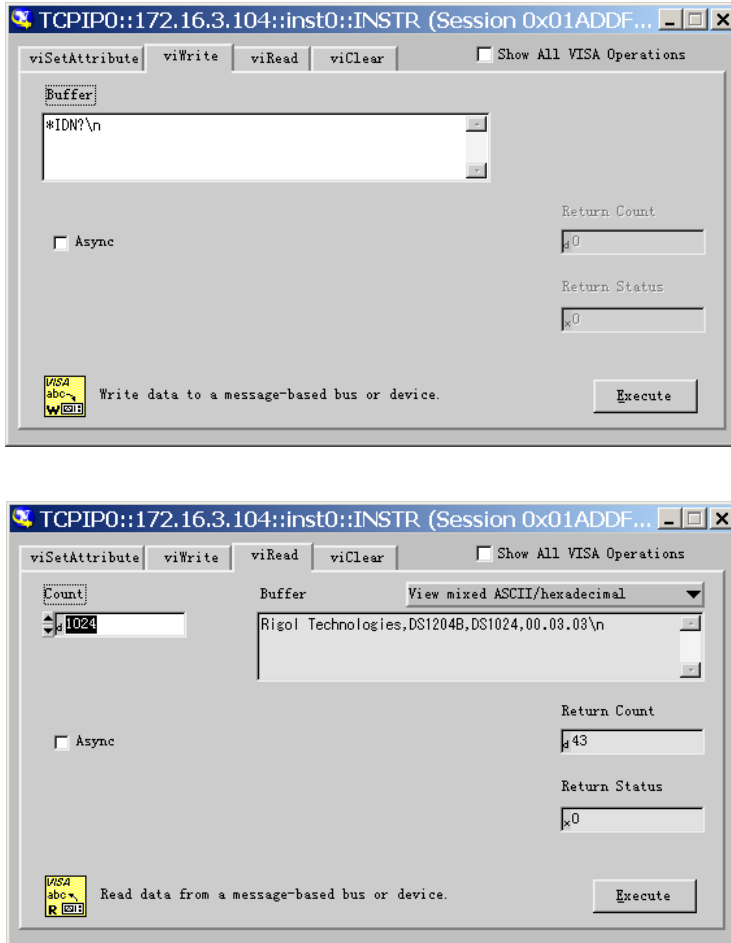 TCPIP0::172.16.3.104::inst0::INSTR (Session 0x01ADDF...
viSetAttribute viWrite viRead viClear Show All VISA Operations
Buffer
*IDN?\n
Return Count
d 0
Async
Return Status
x 0
VISA
abc
W
Write data to a message-based bus or device.
Execute
TCPIP0::172.16.3.104::inst0::INSTR (Session 0x01ADDF...
viSetAttribute viWrite viRead viClear Show All VISA Operations
Count Buffer View mixed ASCII/hexadecimal
d 1024
Rigol Technologies,DS1204B,DS1024,00.03.03\n
Return Count
Async
d 43
Return Status
x 0
VISA
abc
R
Read data from a message-based bus or device.
Execute